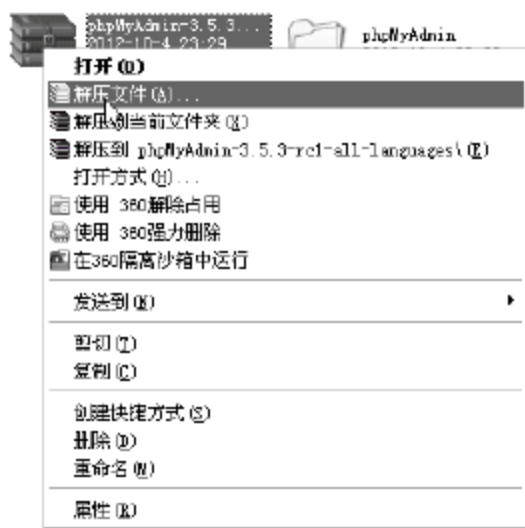 phpMyAdmin-3.5.3...
2012-10-4 23:29
phpMyAdmin
打开(O)
解压文件(A)...
解压到当前文件夹(X)
解压到 phpMyAdmin-3.5.3-rc1-all-languages\(E)
打开方式(H)...
使用 360解除占用
使用 360强力删除
在360隔离沙箱中运行
发送到(N)
剪切(T)
复制(C)
创建快捷方式(S)
删除(D)
重命名(M)
属性(R)